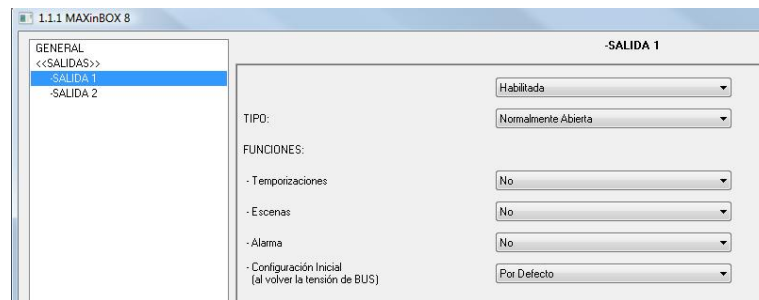 1.1.1 MAXinBOX 8
GENERAL
<<SALIDAS>>
-SALIDA 1
-SALIDA 2
-SALIDA 1
Habilitada
TIPO: Normalmente Abierta
FUNCIONES:
- Temporizaciones No
- Escenas No
- Alarma No
- Configuración Inicial
(al volver la tensión de BUS) Por Defecto